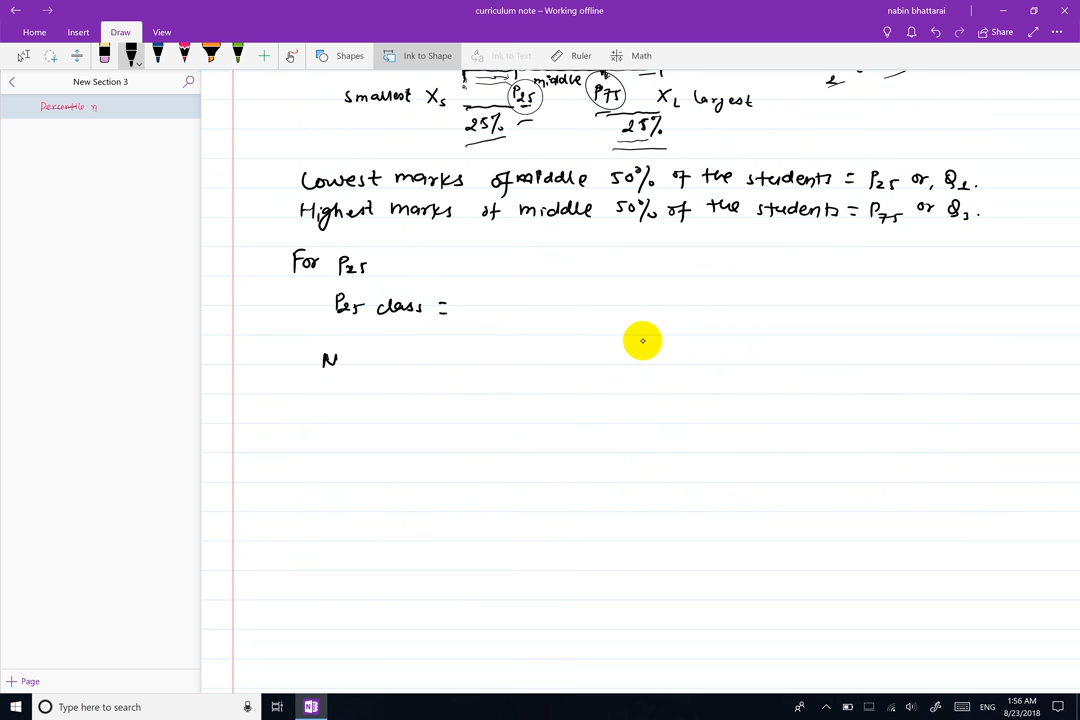 curriculum note – Working offline
nabin bhattarai
Home Insert Draw View
Share
Shapes Ink to Shape Ink to Text Ruler Math
New Section 3
Percentile
middle
smallest Xs P25 P75 XL largest
25% 25%
Lowest marks of middle 50% of the students = P25 or, Q1.
Highest marks of middle 50% of the students = P75 or Q3.
For P25
P25 class =
N
Page
Type here to search
ENG
1:56 AM
8/23/2018